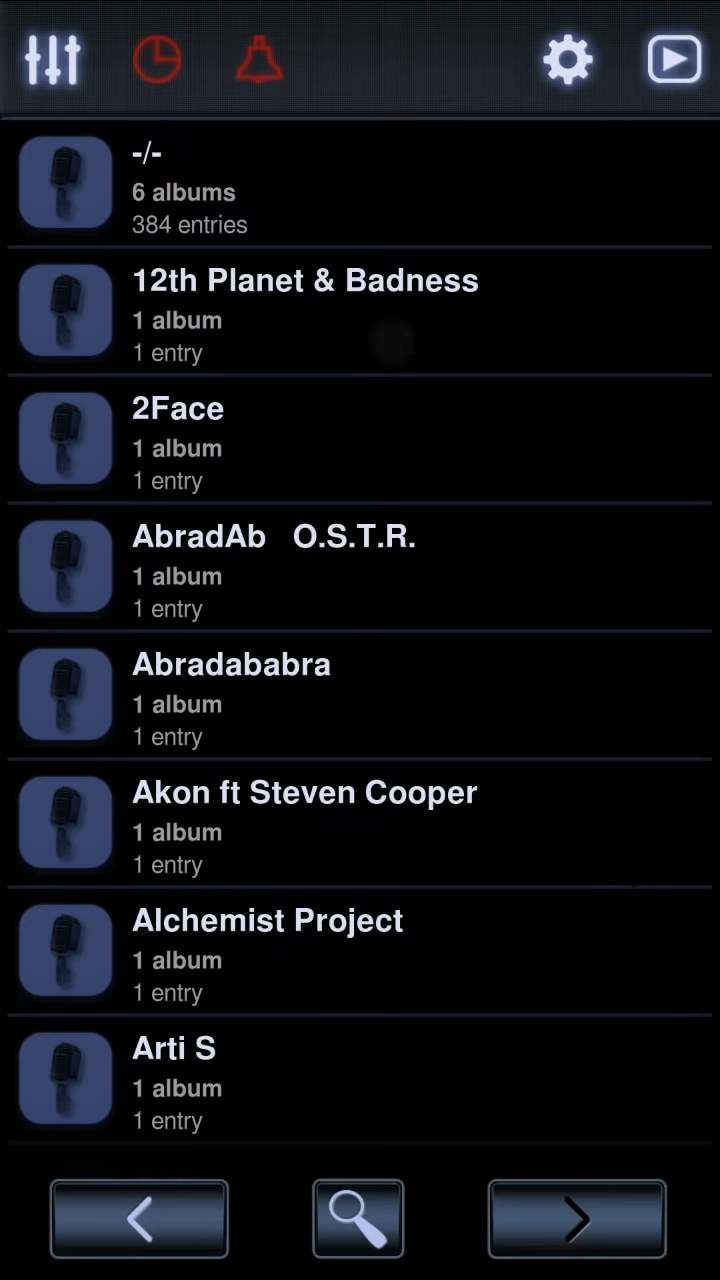 -/-
6 albums
384 entries
12th Planet & Badness
1 album
1 entry
2Face
1 album
1 entry
AbradAb   O.S.T.R.
1 album
1 entry
Abradababra
1 album
1 entry
Akon ft Steven Cooper
1 album
1 entry
Alchemist Project
1 album
1 entry
Arti S
1 album
1 entry